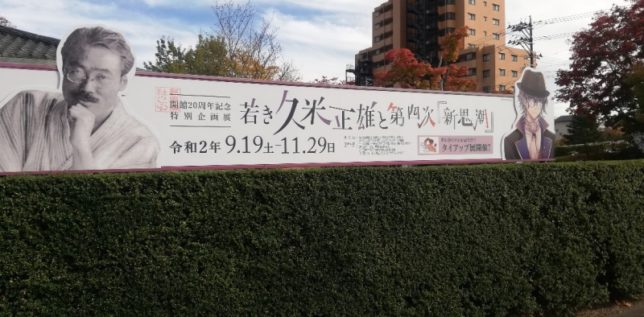 開館20周年記念
特別企画展
若き久米正雄と第四次『新思潮』
令和2年 9.19土-11.29日
タイアップ展開催!